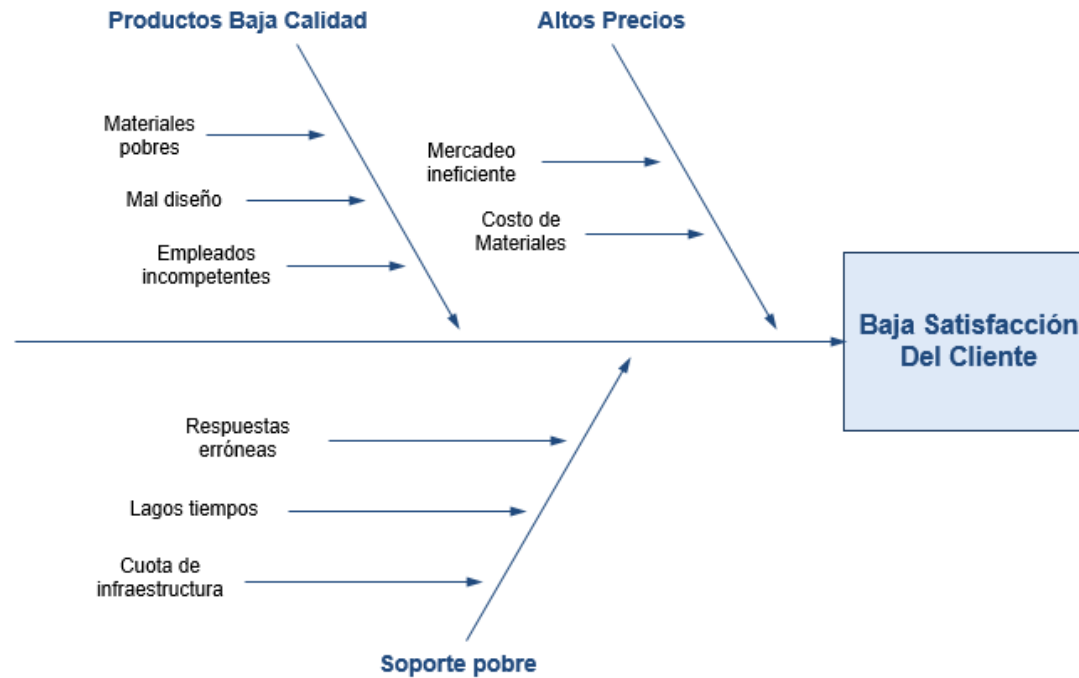 Productos Baja Calidad
Altos Precios
Materiales
pobres
Mal diseño
Empleados
incompetentes
Mercadeo
ineficiente
Costo de
Materiales
Baja Satisfacción
Del Cliente
Respuestas
erróneas
Lagos tiempos
Cuota de
infraestructura
Soporte pobre